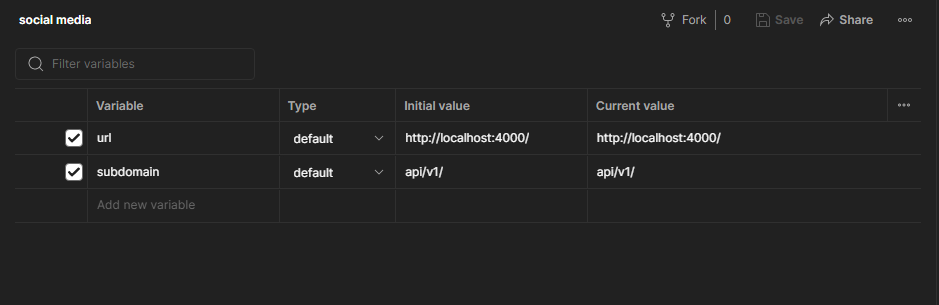 social media Fork 0 Save Share
Filter variables
Variable Type Initial value Current value
url default http://localhost:4000/ http://localhost:4000/
subdomain default api/v1/ api/v1/
Add new variable